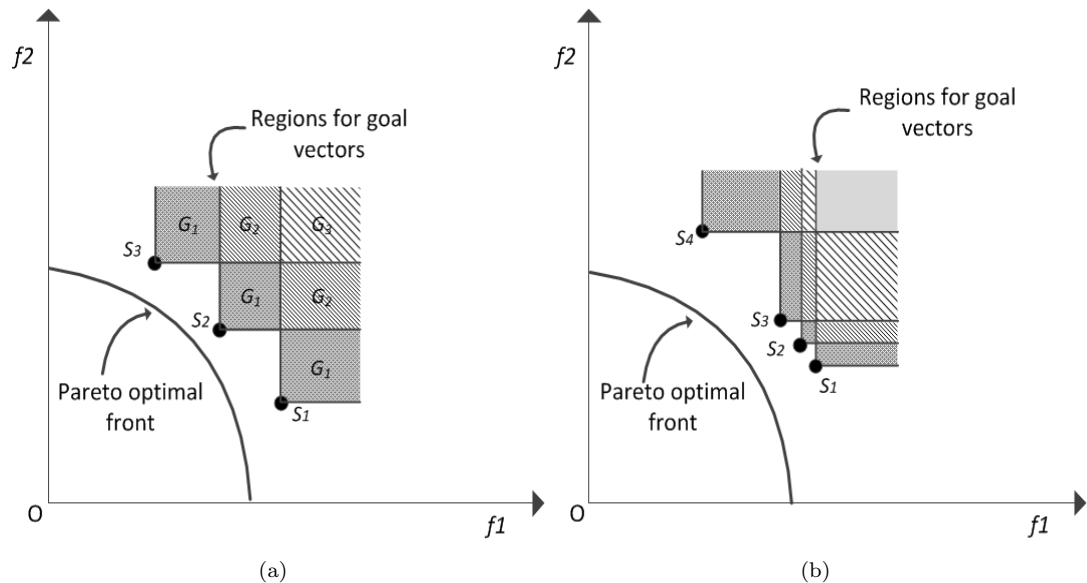 f2
Regions for goal
vectors
G1
G2
G3
S3
G1
G2
S2
G1
S1
Pareto optimal
front
O
f1
(a)
f2
Regions for goal
vectors
S4
S3
S2
S1
Pareto optimal
front
O
f1
(b)